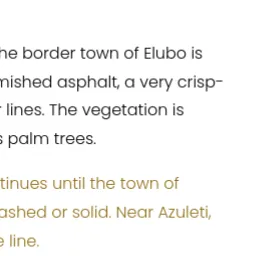 he border town of Elubo is
mished asphalt, a very crisp-
lines. The vegetation is
s palm trees.
tinues until the town of
ashed or solid. Near Azuleti,
line.